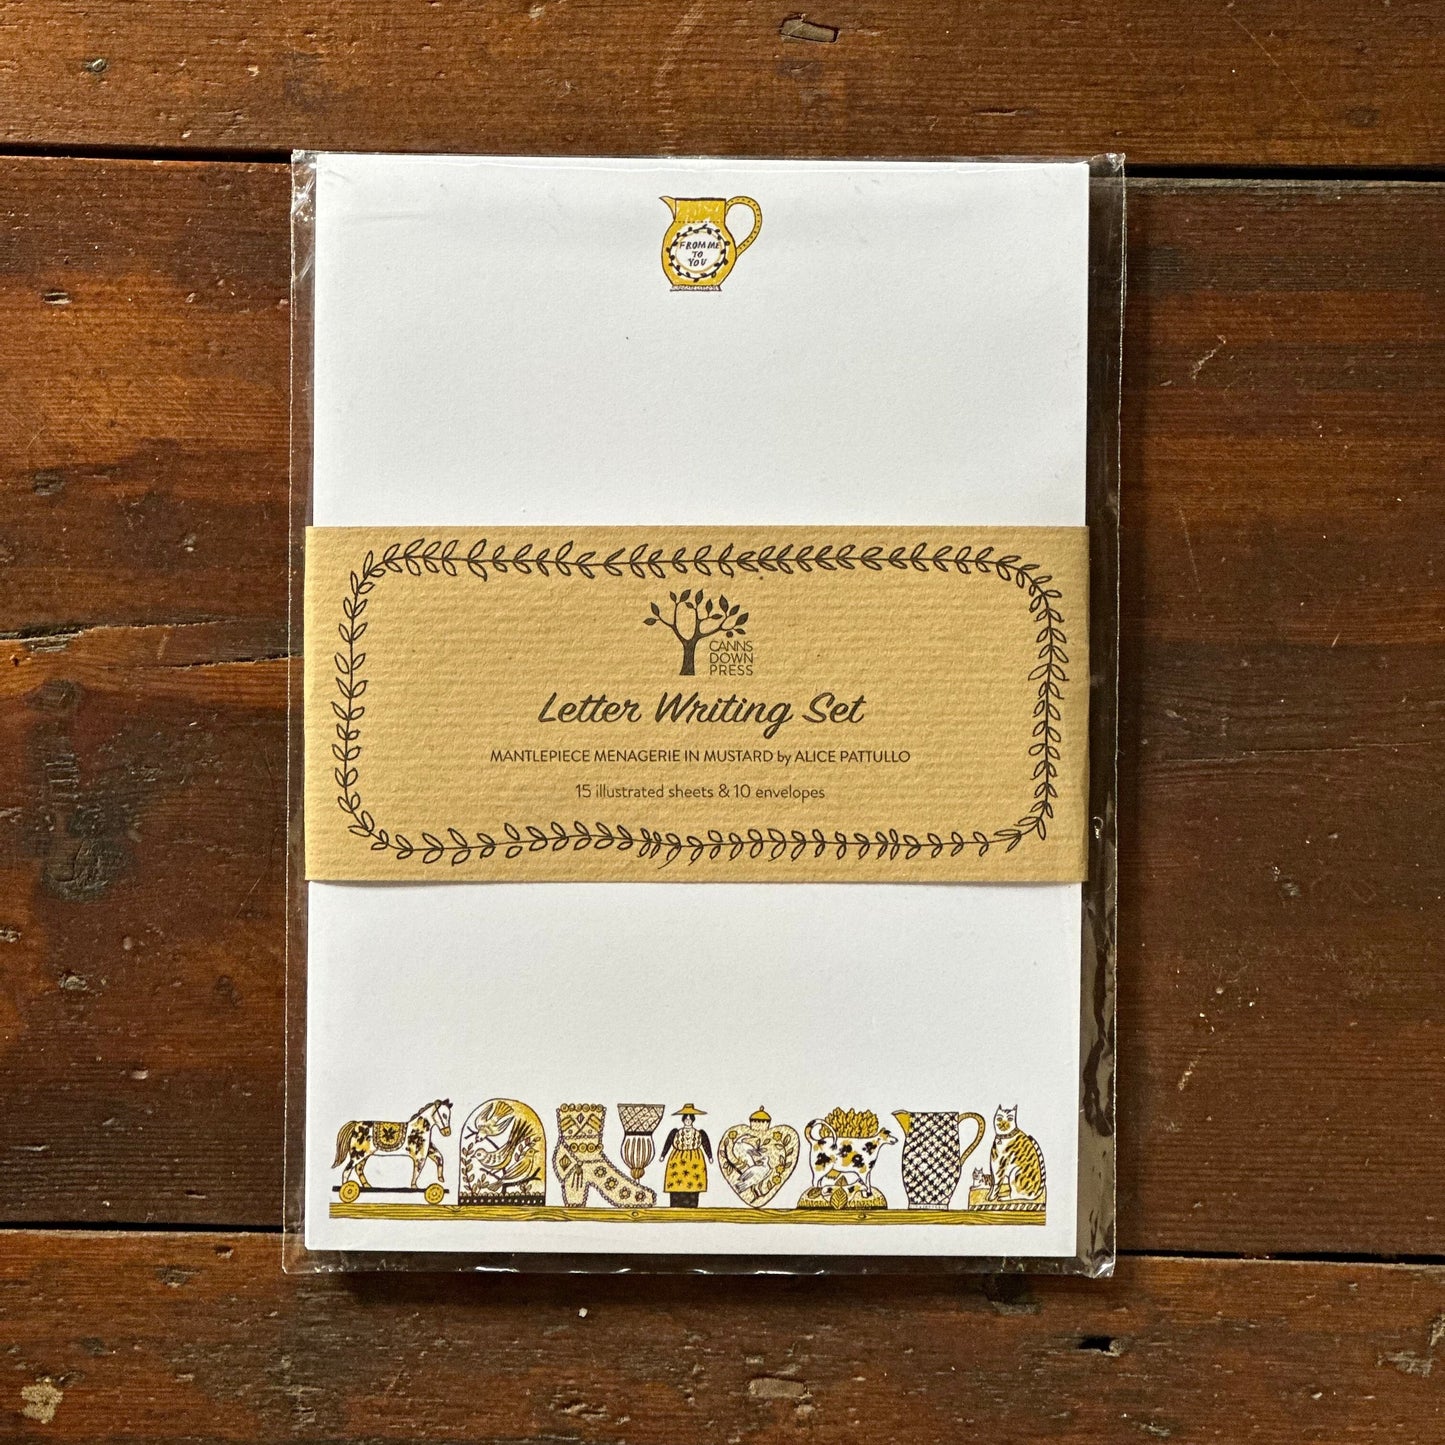 FROM ME
TO
YOU
CANNS
DOWN
PRESS
Letter Writing Set
MANTLEPIECE MENAGERIE IN MUSTARD by ALICE PATTULLO
15 illustrated sheets & 10 envelopes